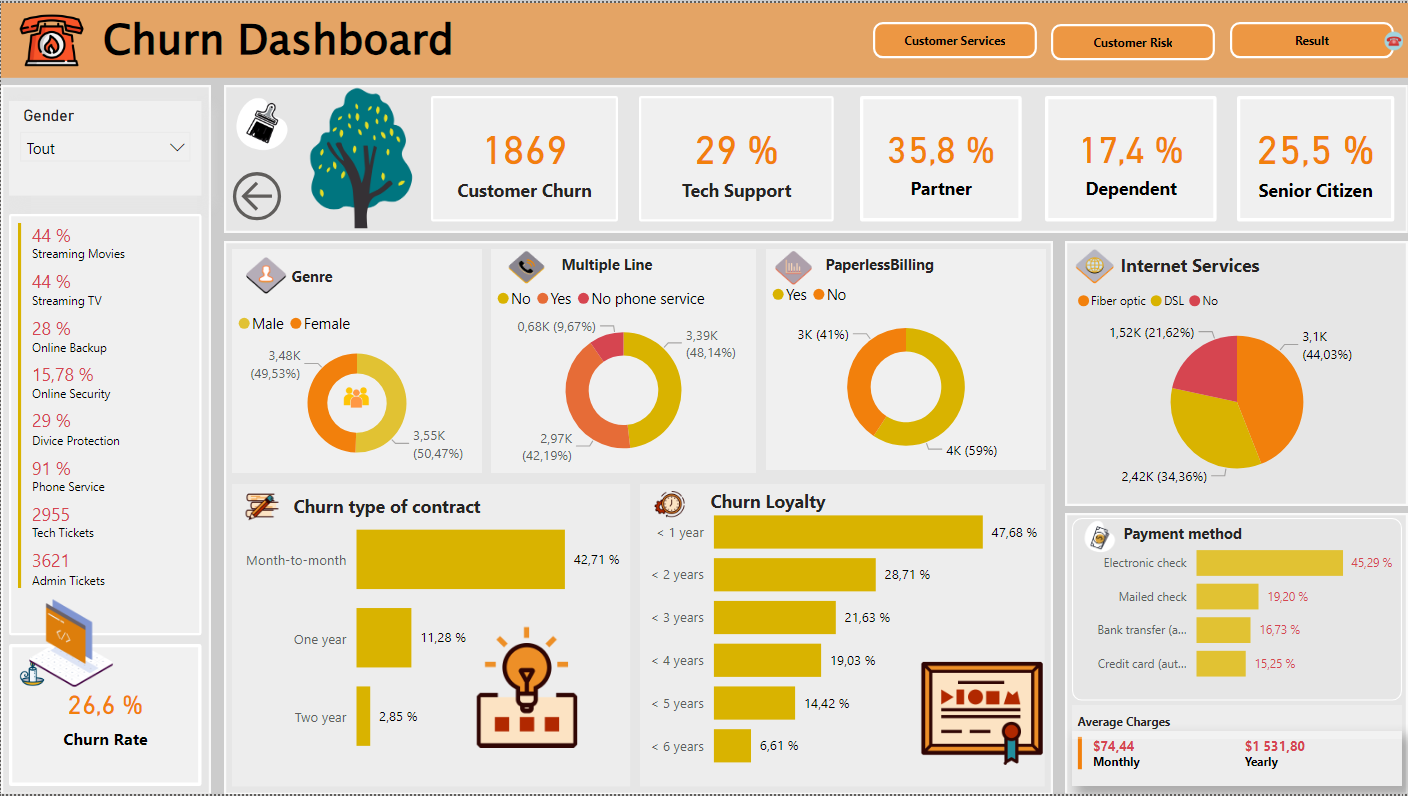 Churn Dashboard
Customer Services
Customer Risk
Result
Gender
Tout
44 %
Streaming Movies
44 %
Streaming TV
28 %
Online Backup
15,78 %
Online Security
29 %
Divice Protection
91 %
Phone Service
2955
Tech Tickets
3621
Admin Tickets
26,6 %
Churn Rate
1869
Customer Churn
29 %
Tech Support
35,8 %
Partner
17,4 %
Dependent
25,5 %
Senior Citizen
Genre
Male Female
3,48K
(49,53%)
3,55K
(50,47%)
Multiple Line
No Yes No phone service
0,68K (9,67%)
3,39K
(48,14%)
2,97K
(42,19%)
PaperlessBilling
Yes No
3K (41%)
4K (59%)
Internet Services
Fiber optic DSL No
1,52K (21,62%)
3,1K
(44,03%)
2,42K (34,36%)
Churn type of contract
Month-to-month 42,71 %
One year 11,28 %
Two year 2,85 %
Churn Loyalty
< 1 year 47,68 %
< 2 years 28,71 %
< 3 years 21,63 %
< 4 years 19,03 %
< 5 years 14,42 %
< 6 years 6,61 %
Payment method
Electronic check 45,29 %
Mailed check 19,20 %
Bank transfer (a... 16,73 %
Credit card (aut... 15,25 %
Average Charges
$74,44
Monthly
$1 531,80
Yearly